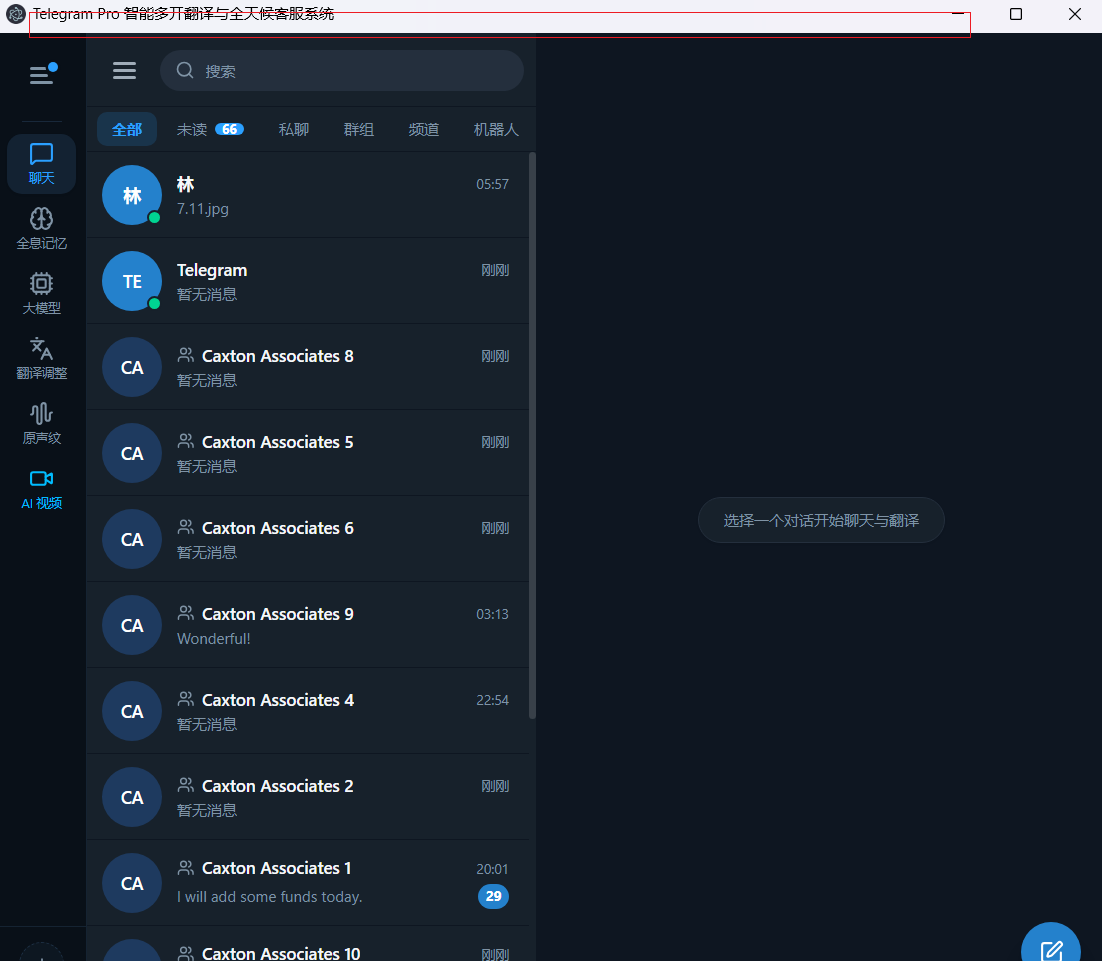 Telegram Pro 智能多开翻译与全天候客服系统
搜索
全部 未读 66 私聊 群组 频道 机器人
聊天
全息记忆
大模型
翻译调整
原声纹
AI 视频
林 林 05:57
7.11.jpg
TE Telegram 刚刚
暂无消息
CA Caxton Associates 8 刚刚
暂无消息
CA Caxton Associates 5 刚刚
暂无消息
CA Caxton Associates 6 刚刚
暂无消息
CA Caxton Associates 9 03:13
Wonderful!
CA Caxton Associates 4 22:54
暂无消息
CA Caxton Associates 2 刚刚
暂无消息
CA Caxton Associates 1 20:01
I will add some funds today. 29
Caxton Associates 10 刚刚
选择一个对话开始聊天与翻译